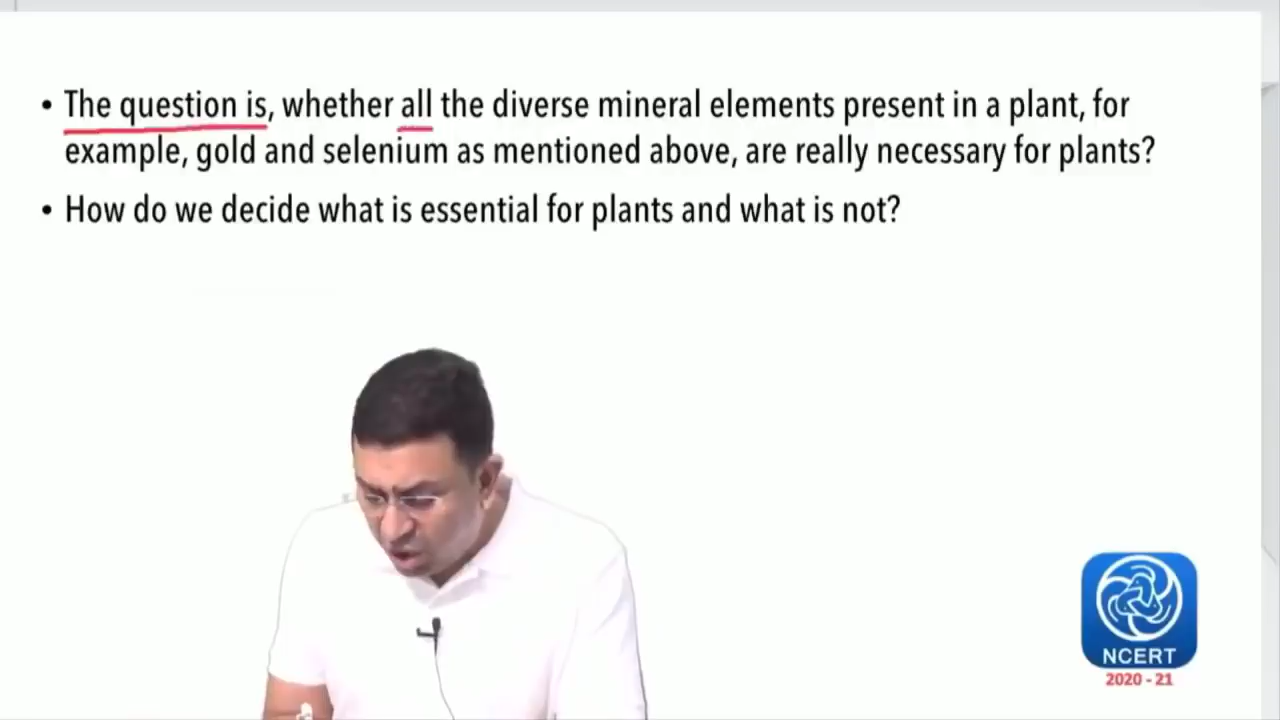 • The question is, whether all the diverse mineral elements present in a plant, for
example, gold and selenium as mentioned above, are really necessary for plants?
• How do we decide what is essential for plants and what is not?
NCERT
2020 - 21